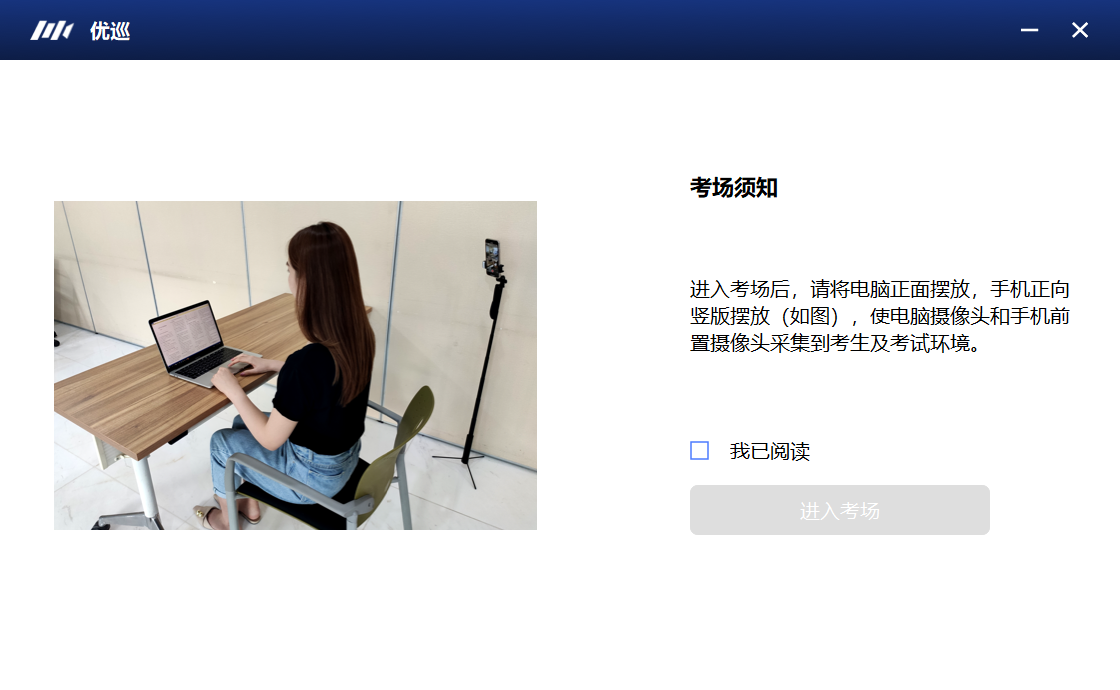 优巡
考场须知
进入考场后，请将电脑正面摆放，手机正向
竖版摆放（如图），使电脑摄像头和手机前
置摄像头采集到考生及考试环境。
我已阅读
进入考场